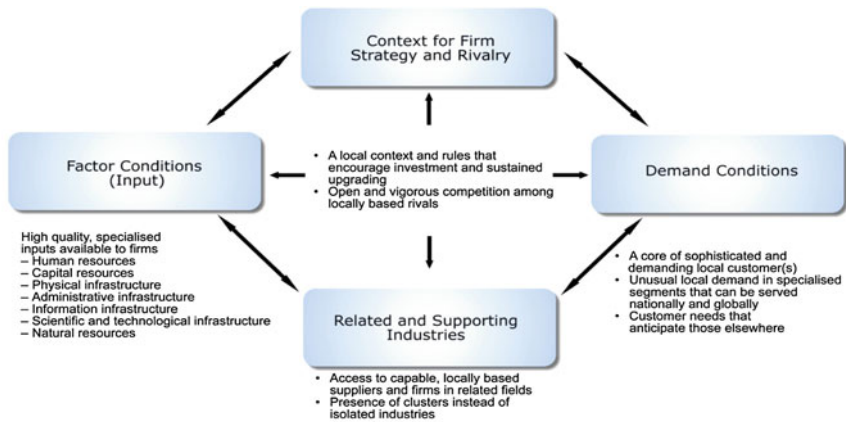 Context for Firm
Strategy and Rivalry
Factor Conditions
(Input)
• A local context and rules that
encourage investment and sustained
upgrading
• Open and vigorous competition among
locally based rivals
Demand Conditions
High quality, specialised
inputs available to firms
– Human resources
– Capital resources
– Physical infrastructure
– Administrative infrastructure
– Information infrastructure
– Scientific and technological infrastructure
– Natural resources
• A core of sophisticated and
demanding local customer(s)
• Unusual local demand in specialised
segments that can be served
nationally and globally
• Customer needs that
anticipate those elsewhere
Related and Supporting
Industries
• Access to capable, locally based
suppliers and firms in related fields
• Presence of clusters instead of
isolated industries